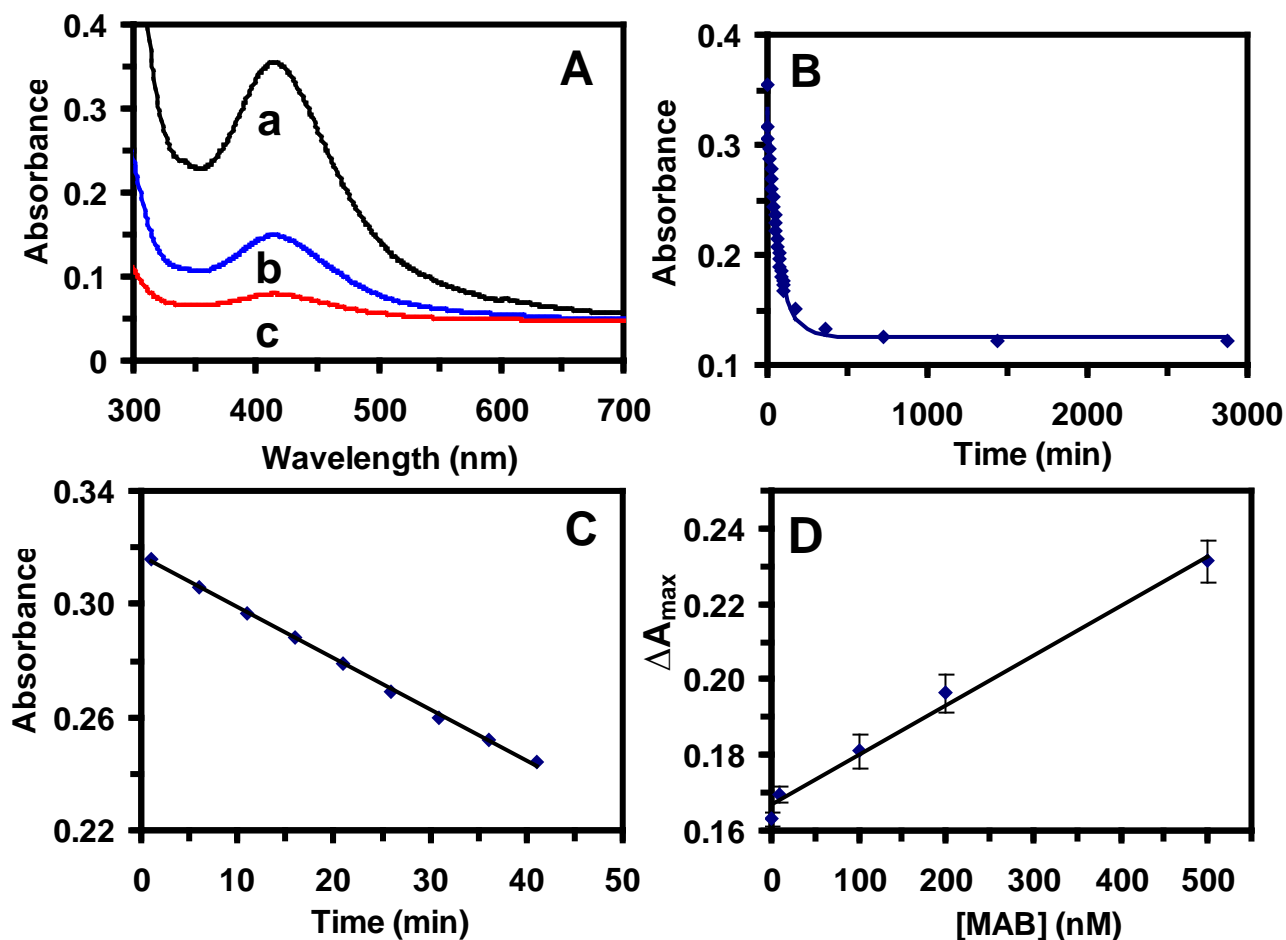 A
0.4
0.3
0.2
0.1
0
a
b
c
300 400 500 600 700
Absorbance
Wavelength (nm)
B
0.4
0.3
0.2
0.1
0 1000 2000 3000
Absorbance
Time (min)
C
0.34
0.30
0.26
0.22
0 10 20 30 40 50
Absorbance
Time (min)
D
0.24
0.22
0.20
0.18
0.16
0 100 200 300 400 500
ΔAmax
[MAB] (nM)